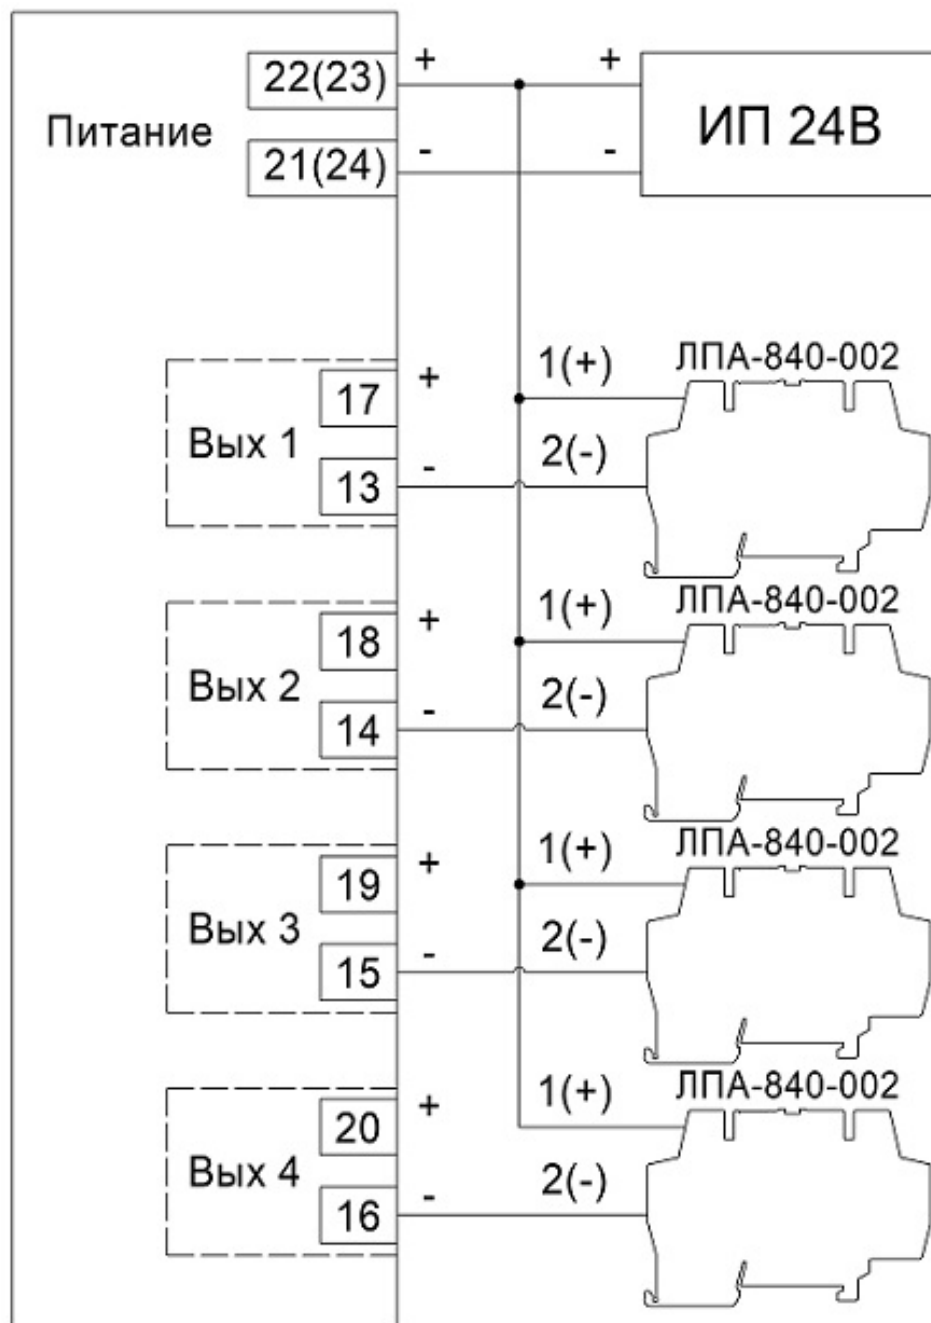 22(23) + + ИП 24В
Питание
21(24) - -
ЛПА-840-002
17 + 1(+)
Вых 1
13 - 2(-)
ЛПА-840-002
18 + 1(+)
Вых 2
14 - 2(-)
ЛПА-840-002
19 + 1(+)
Вых 3
15 - 2(-)
ЛПА-840-002
20 + 1(+)
Вых 4
16 - 2(-)